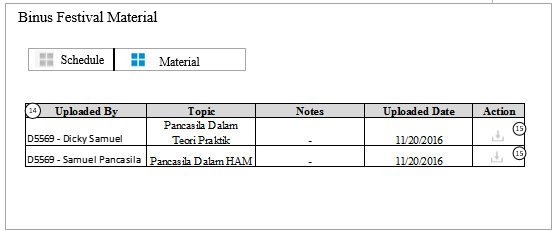 Binus Festival Material
Schedule Material
14 Uploaded By Topic Notes Uploaded Date Action
D5569 - Dicky Samuel Pancasila Dalam Teori Praktik - 11/20/2016 15
D5569 - Samuel Pancasila Pancasila Dalam HAM - 11/20/2016 15